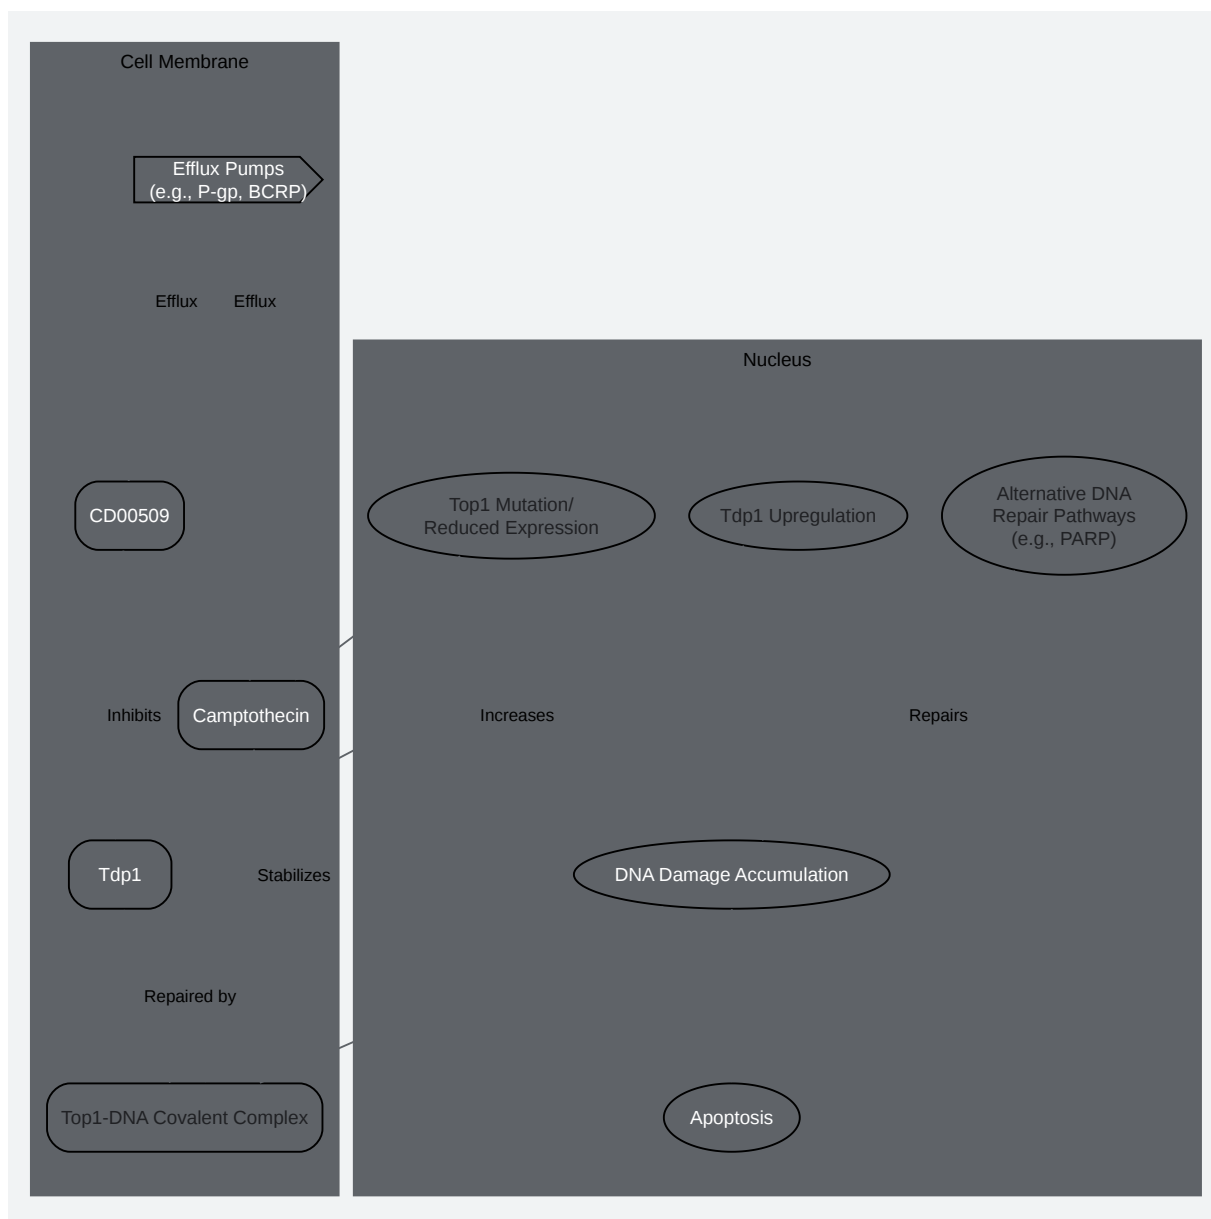 Cell Membrane
Efflux Pumps
(e.g., P-gp, BCRP)
Efflux
Efflux
Nucleus
CD00509
Top1 Mutation/
Reduced Expression
Tdp1 Upregulation
Alternative DNA
Repair Pathways
(e.g., PARP)
Inhibits
Camptothecin
Increases
Repairs
Tdp1
Stabilizes
DNA Damage Accumulation
Repaired by
Top1-DNA Covalent Complex
Apoptosis